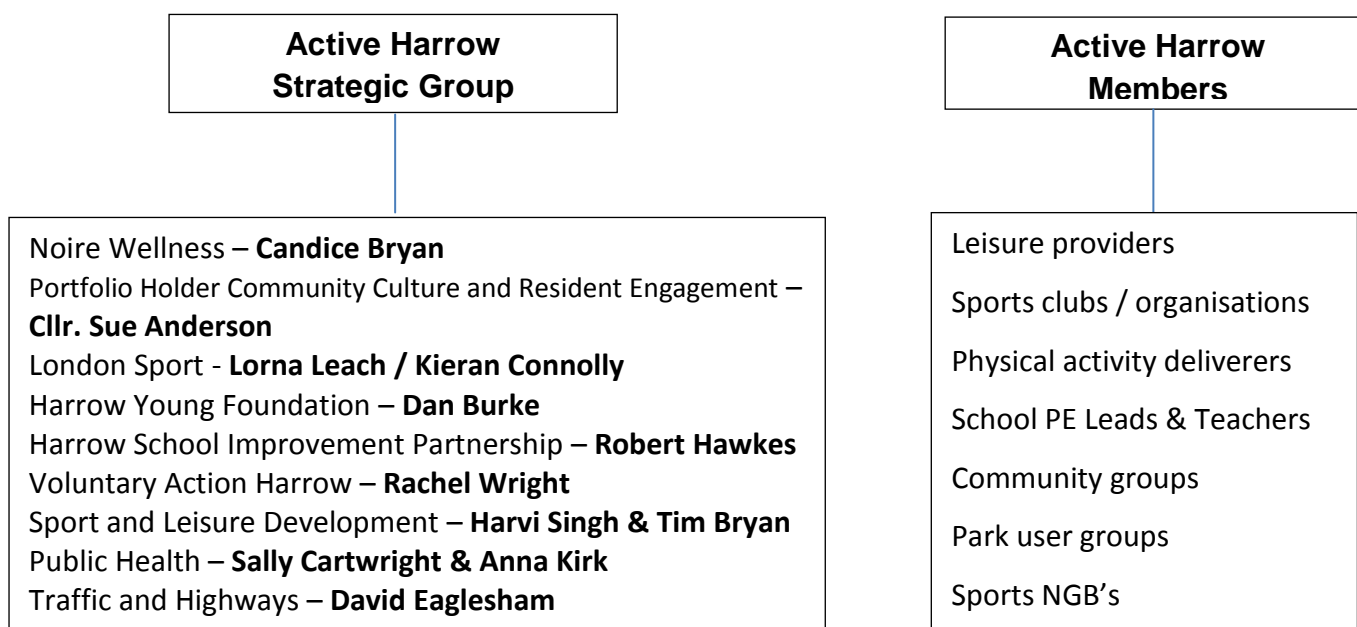 Active Harrow
Strategic Group
Noire Wellness – Candice Bryan
Portfolio Holder Community Culture and Resident Engagement –
Cllr. Sue Anderson
London Sport - Lorna Leach / Kieran Connolly
Harrow Young Foundation – Dan Burke
Harrow School Improvement Partnership – Robert Hawkes
Voluntary Action Harrow – Rachel Wright
Sport and Leisure Development – Harvi Singh & Tim Bryan
Public Health – Sally Cartwright & Anna Kirk
Traffic and Highways – David Eaglesham
Active Harrow
Members
Leisure providers
Sports clubs / organisations
Physical activity deliverers
School PE Leads & Teachers
Community groups
Park user groups
Sports NGB’s